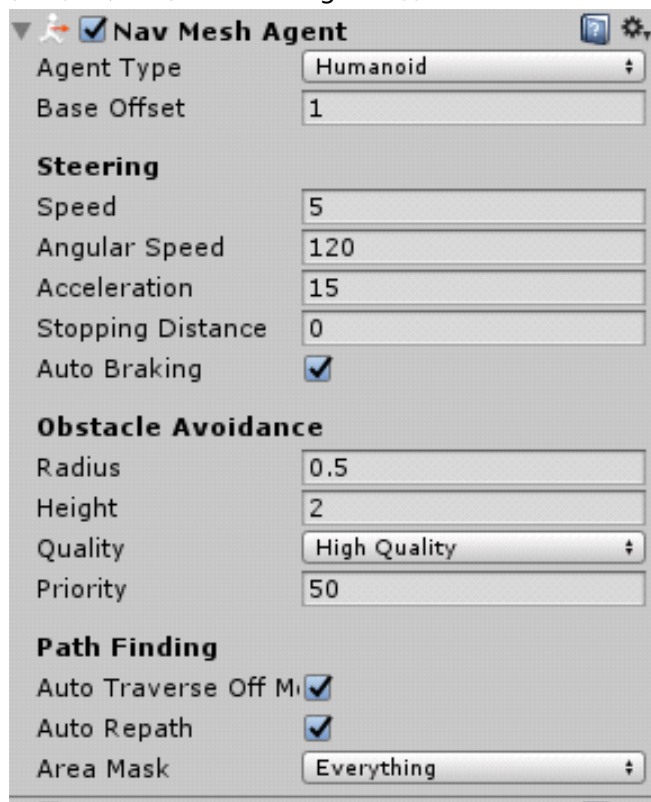 Nav Mesh Agent
Agent Type Humanoid
Base Offset 1
Steering
Speed 5
Angular Speed 120
Acceleration 15
Stopping Distance 0
Auto Braking
Obstacle Avoidance
Radius 0.5
Height 2
Quality High Quality
Priority 50
Path Finding
Auto Traverse Off M
Auto Repath
Area Mask Everything